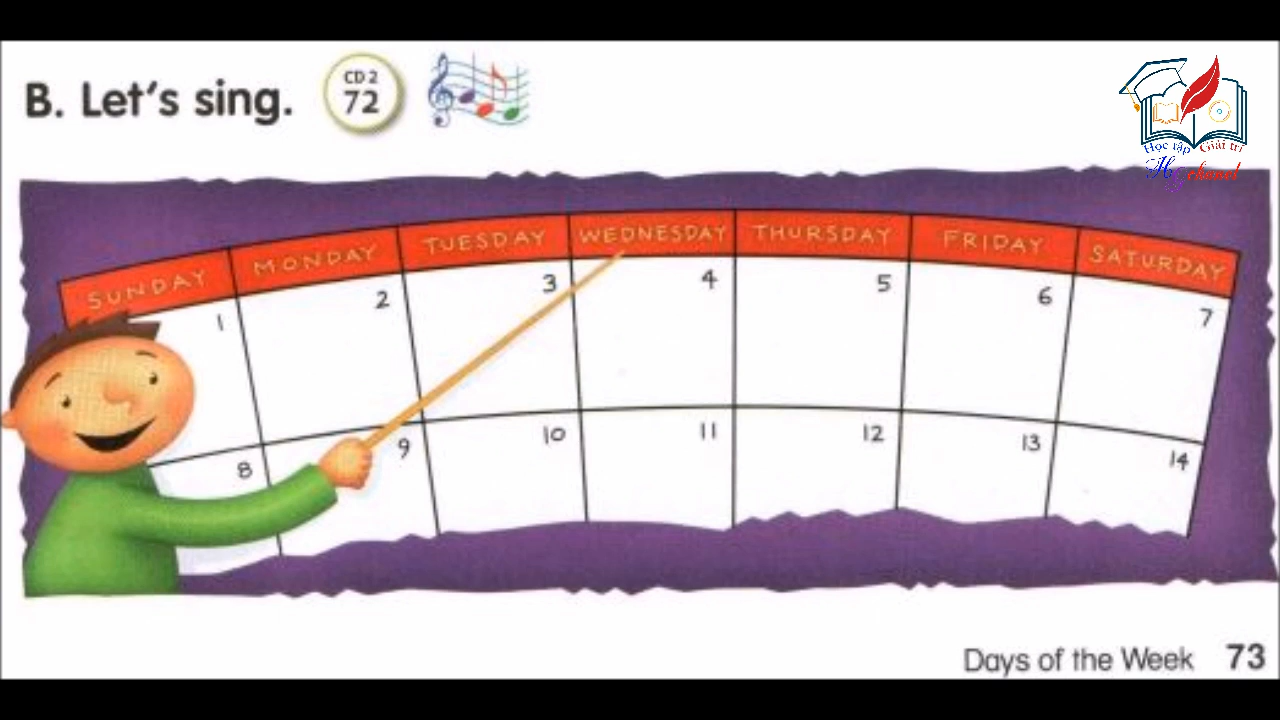 B. Let's sing.
CD 2
72
Học tập Giải trí
SUNDAY MONDAY TUESDAY WEDNESDAY THURSDAY FRIDAY SATURDAY
1 2 3 4 5 6 7
8 9 10 11 12 13 14
Days of the Week 73